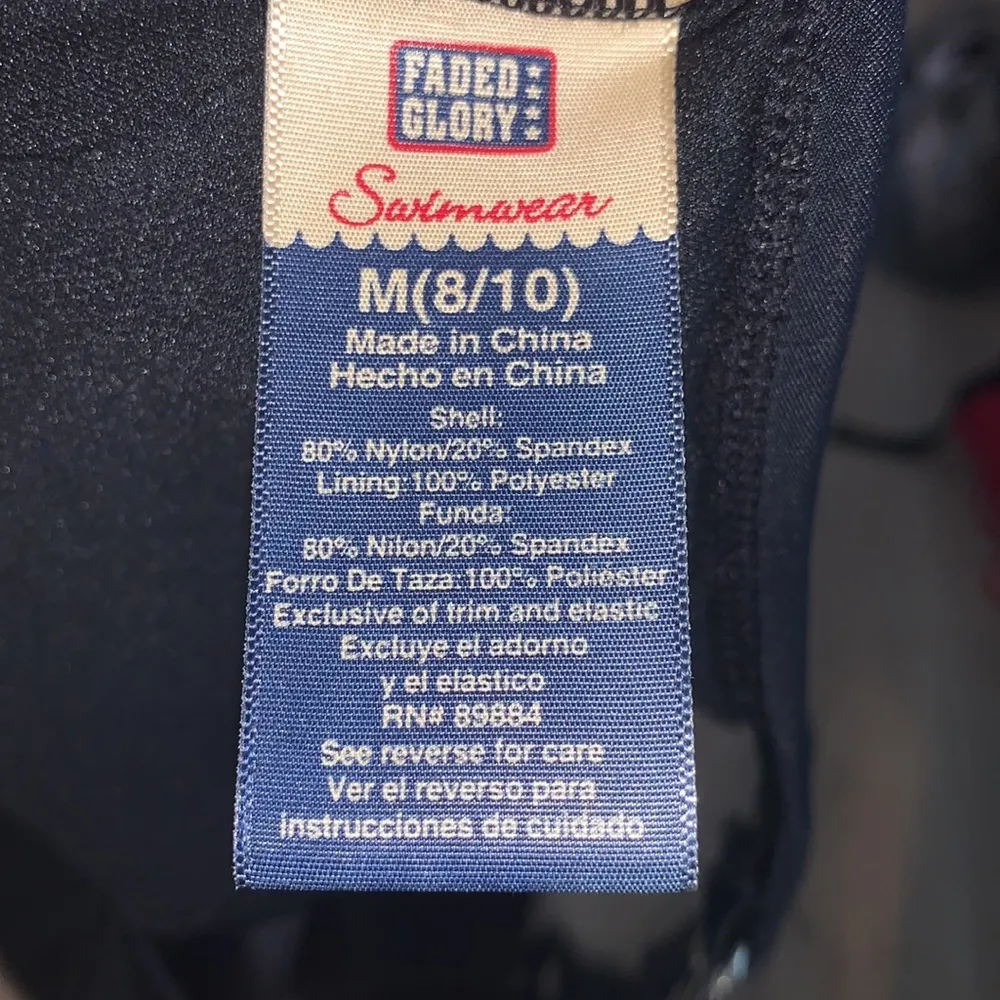 FADED
GLORY
Swimwear
M(8/10)
Made in China
Hecho en China
Shell:
80% Nylon/20% Spandex
Lining:100% Polyester
Funda:
80% Nilon/20% Spandex
Forro De Taza:100% Poliéster
Exclusive of trim and elastic
Excluye el adorno
y el elastico
RN# 89884
See reverse for care
Ver el reverso para
instrucciones de cuidado